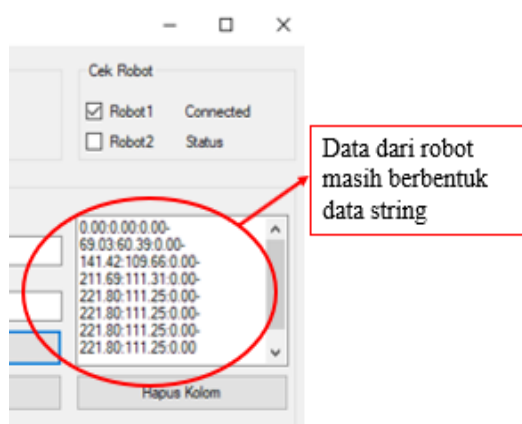 Cek Robot
Robot1 Connected
Robot2 Status
Data dari robot
masih berbentuk
data string
0.00:0.00:0.00-
69.03:60.39:0.00-
141.42:109.66:0.00-
211.69:111.31:0.00-
221.80:111.25:0.00-
221.80:111.25:0.00-
221.80:111.25:0.00-
221.80:111.25:0.00
Hapus Kolom